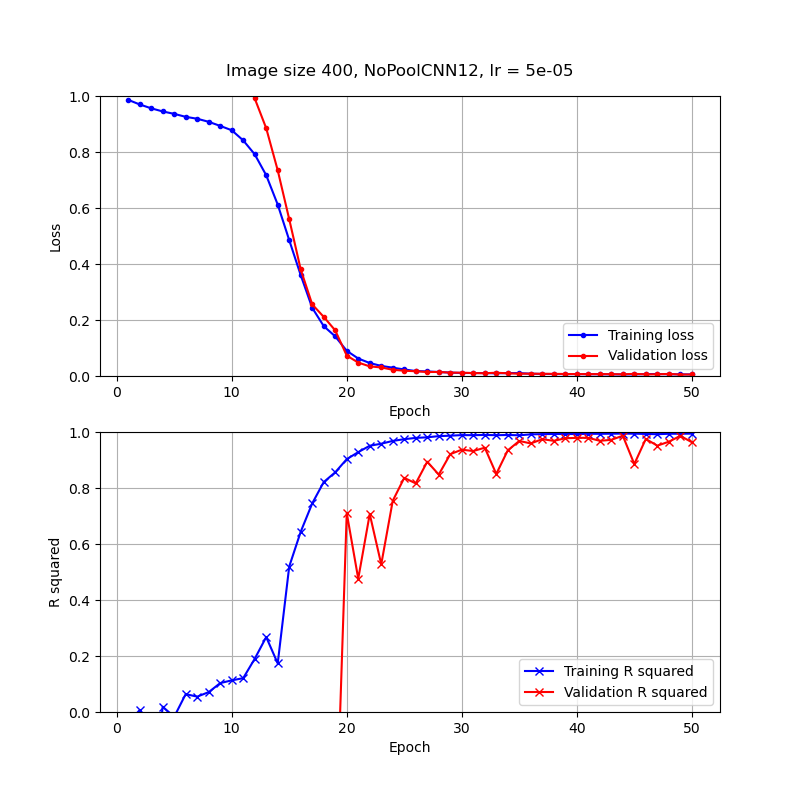 Image size 400, NoPoolCNN12, lr = 5e-05
1.0
0.8
0.6
0.4
0.2
0.0
Loss
Training loss
Validation loss
0 10 20 30 40 50
Epoch
1.0
0.8
0.6
0.4
0.2
0.0
R squared
Training R squared
Validation R squared
0 10 20 30 40 50
Epoch